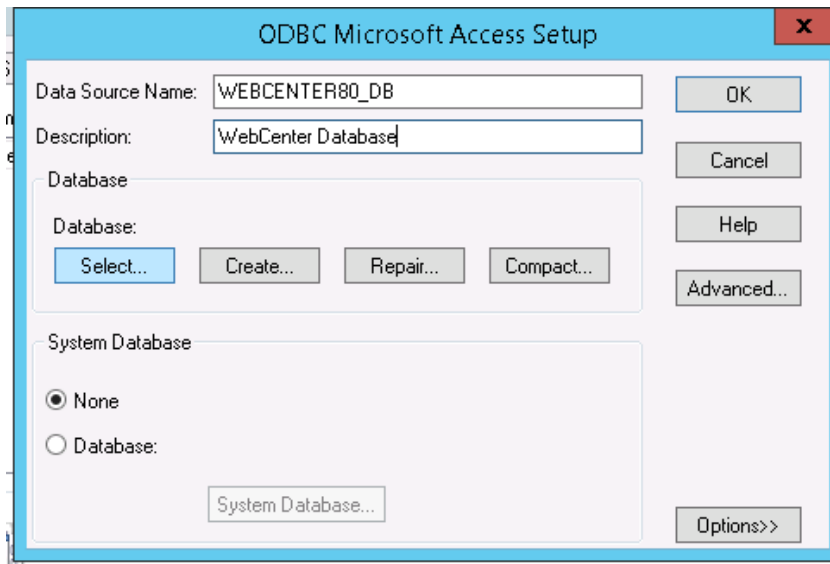 ODBC Microsoft Access Setup
x
Data Source Name: WEBCENTER80_DB
OK
Description: WebCenter Database
Cancel
Database
Database:
Help
Select... Create... Repair... Compact...
Advanced...
System Database
None
Database:
System Database...
Options>>